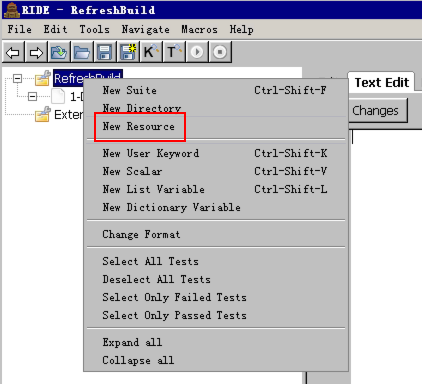 RIDE - RefreshBuild
File Edit Tools Navigate Macros Help
K T
RefreshBuild
1-
Exter
Text Edit
Changes
New Suite Ctrl-Shift-F
New Directory
New Resource
New User Keyword Ctrl-Shift-K
New Scalar Ctrl-Shift-V
New List Variable Ctrl-Shift-L
New Dictionary Variable
Change Format
Select All Tests
Deselect All Tests
Select Only Failed Tests
Select Only Passed Tests
Expand all
Collapse all